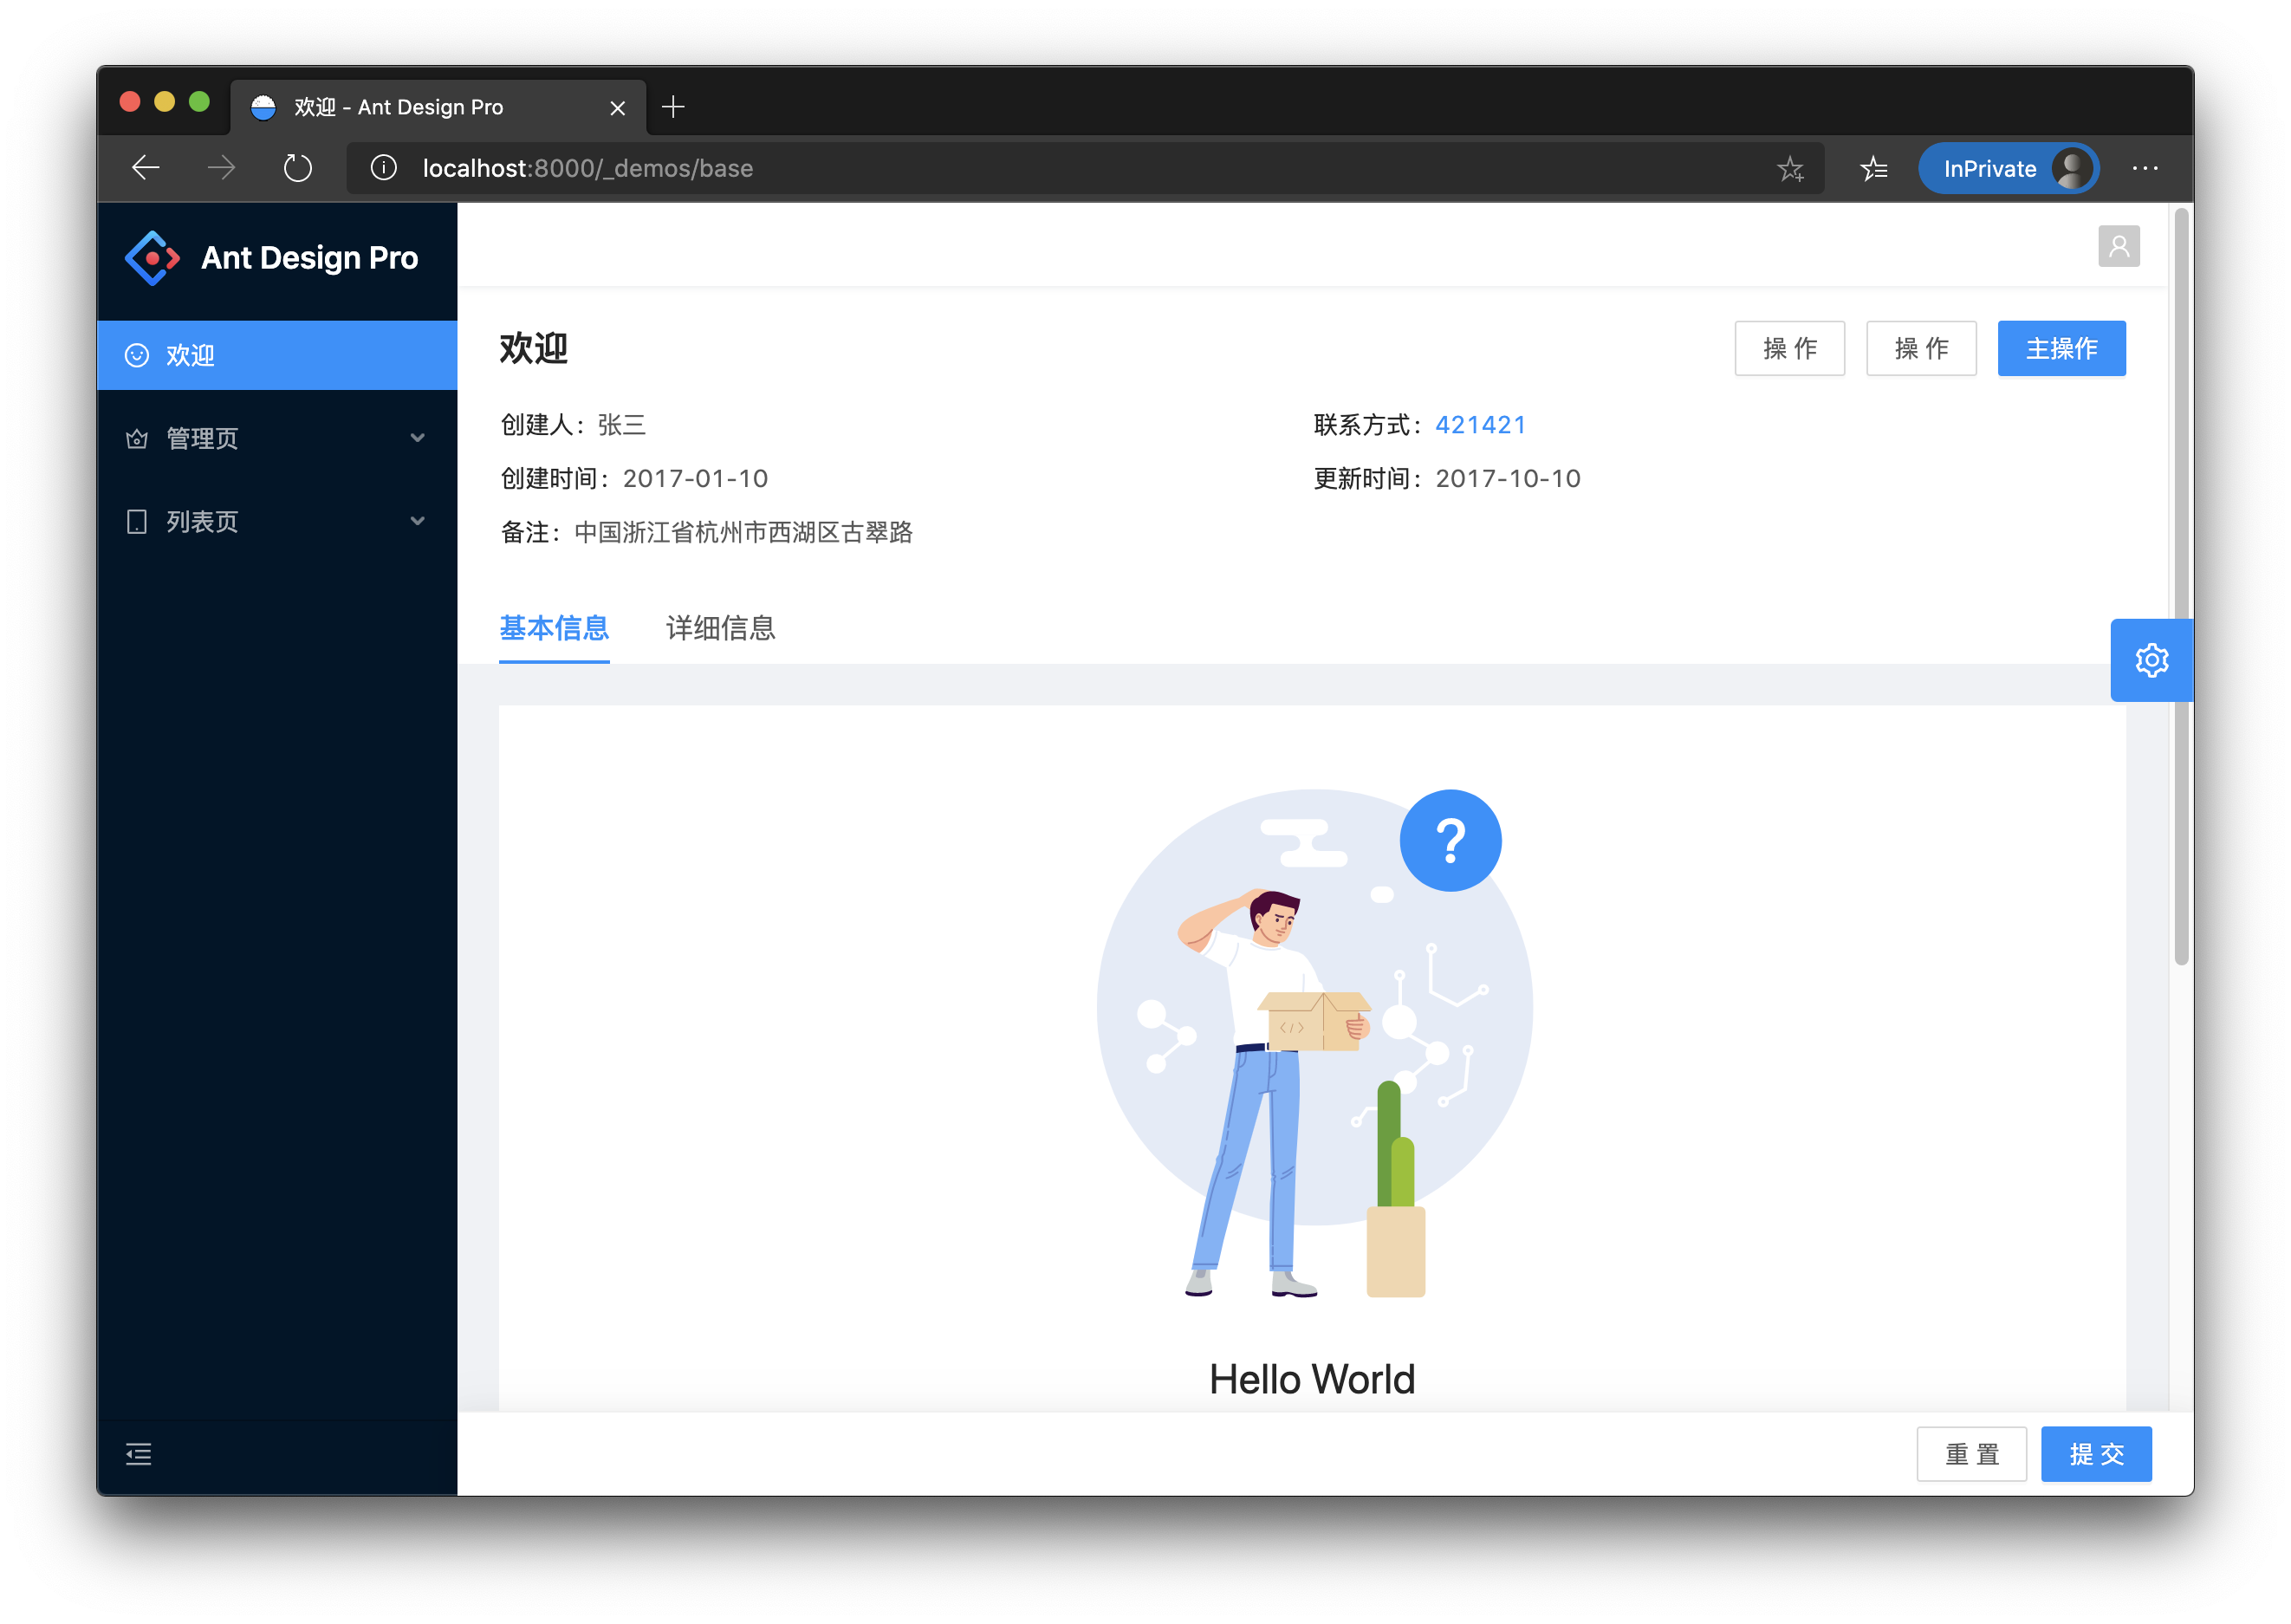 欢迎 - Ant Design Pro
localhost:8000/_demos/base
InPrivate
Ant Design Pro
欢迎
管理页
列表页
欢迎
操 作
操 作
主操作
创建人：张三
联系方式：421421
创建时间：2017-01-10
更新时间：2017-10-10
备注：中国浙江省杭州市西湖区古翠路
基本信息
详细信息
?
</>
Hello World
重 置
提 交